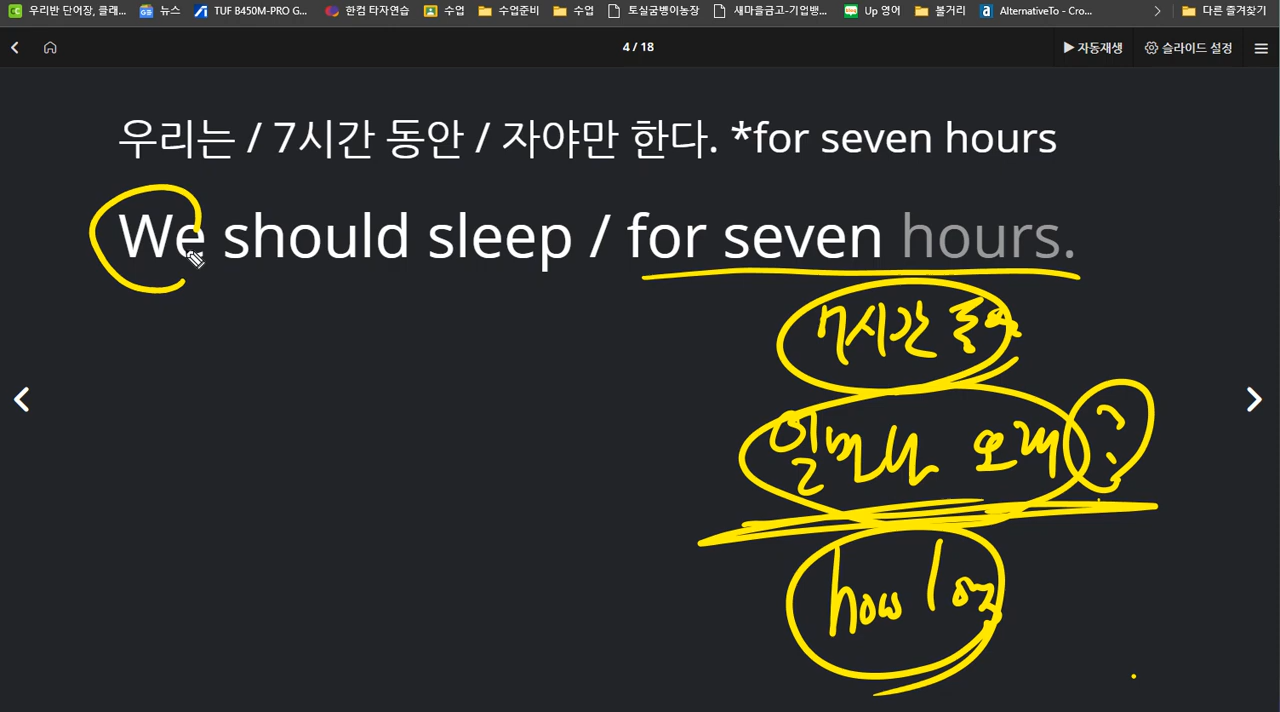 우리반 단어장, 클래... 뉴스 TUF B450M-PRO G... 한컴 타자연습 수업 수업준비 수업 토실굼벵이농장 새마을금고-기업뱅... Up 영어 볼거리 AlternativeTo - Cro... 다른 즐겨찾기
4 / 18 자동재생 슬라이드 설정
우리는 / 7시간 동안 / 자야만 한다. *for seven hours
We should sleep / for seven hours.
7시간 동안
얼마나 오래?
how long